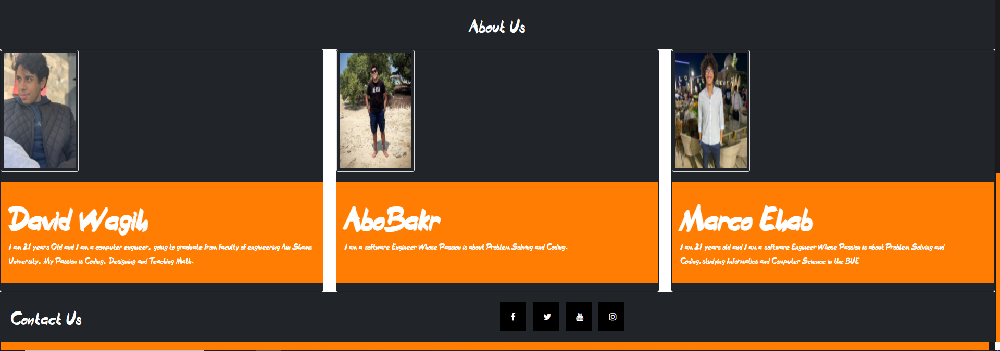 About Us
David Wagih
I am 21 years Old and I am a computer engineer. going to graduate from faculty of engineering Ain Shams
University. My Passion is Coding, Designing and Teaching Math.
AboBakr
I am a software Engineer Whose Passion is about Problem Solving and Coding.
Marco Ehab
I am 21 years old and I am a software Engineer Whose Passion is about Problem Solving and
Coding.studying Informatics and Computer Science in the BUE
Contact Us
You
Tube